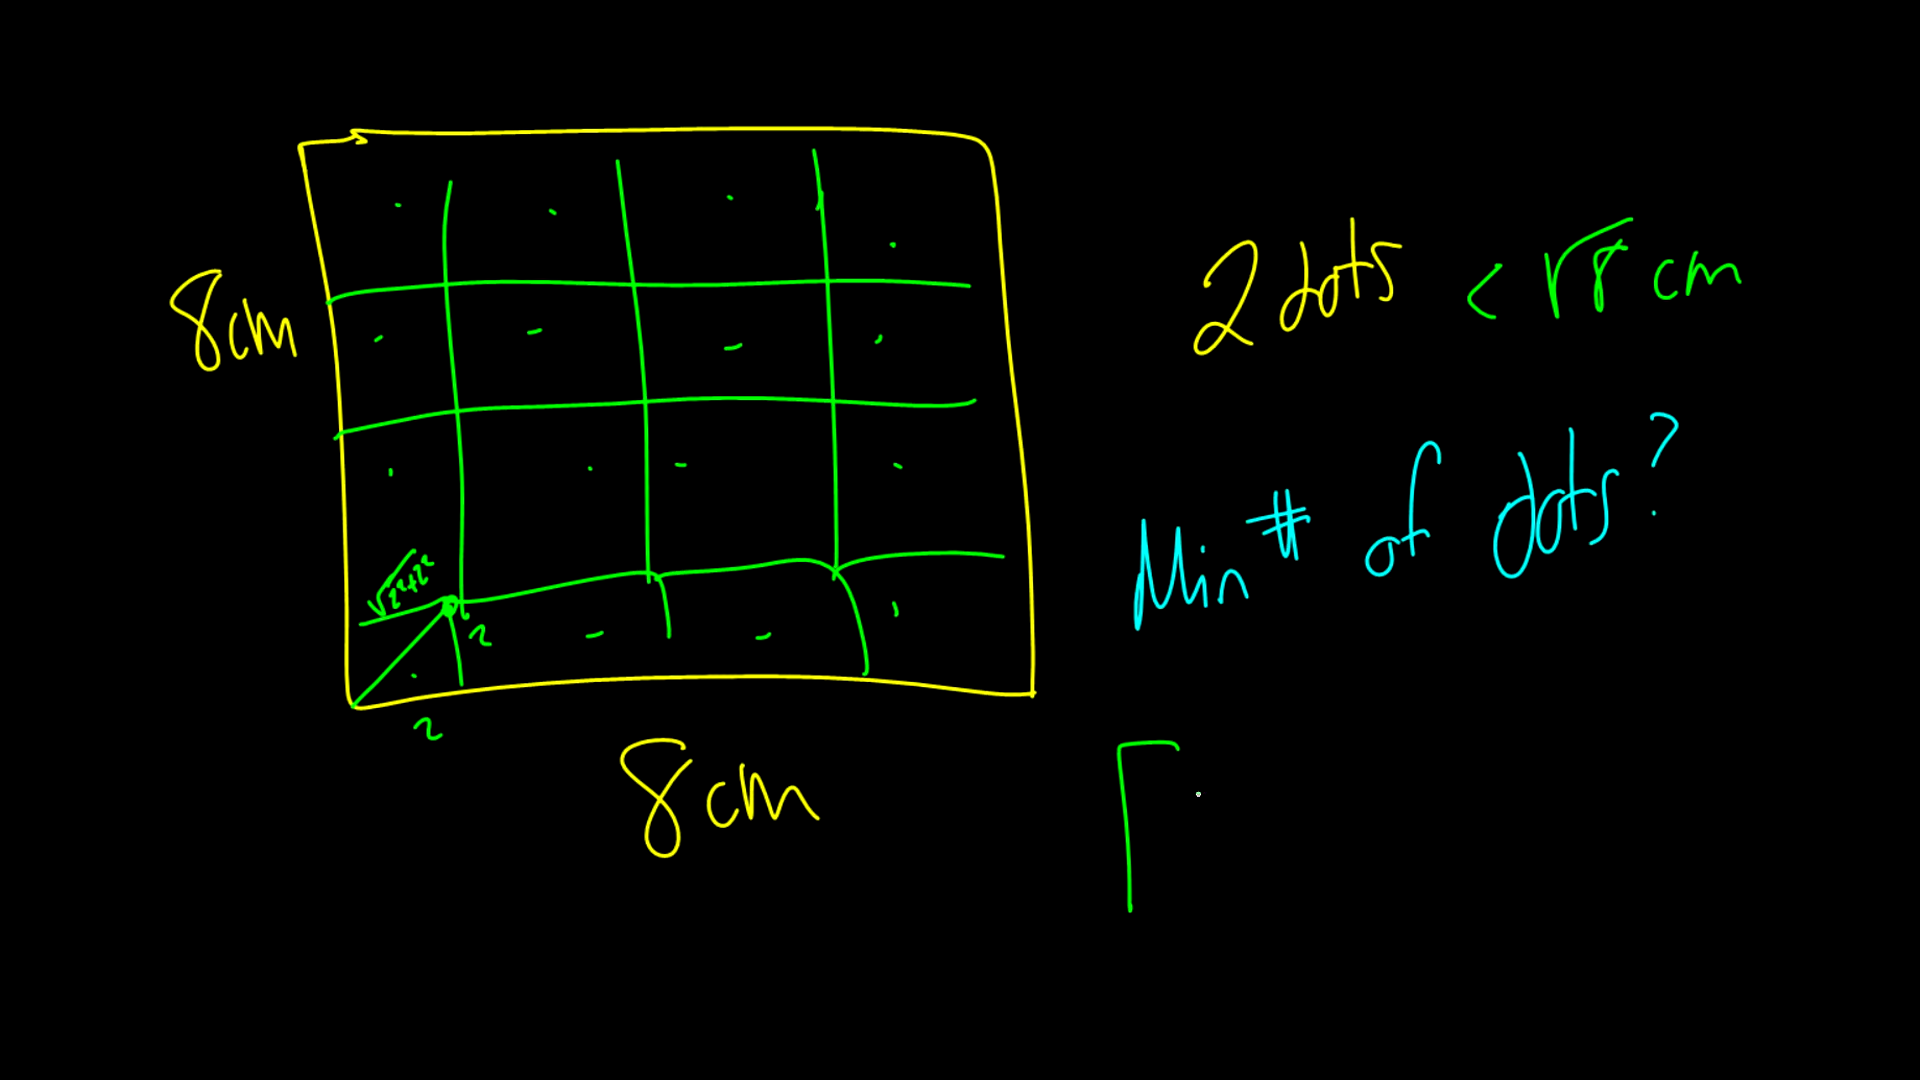 8cm
2 dots < √8 cm
Min # of dots?
√2²+2²
2
2
8cm